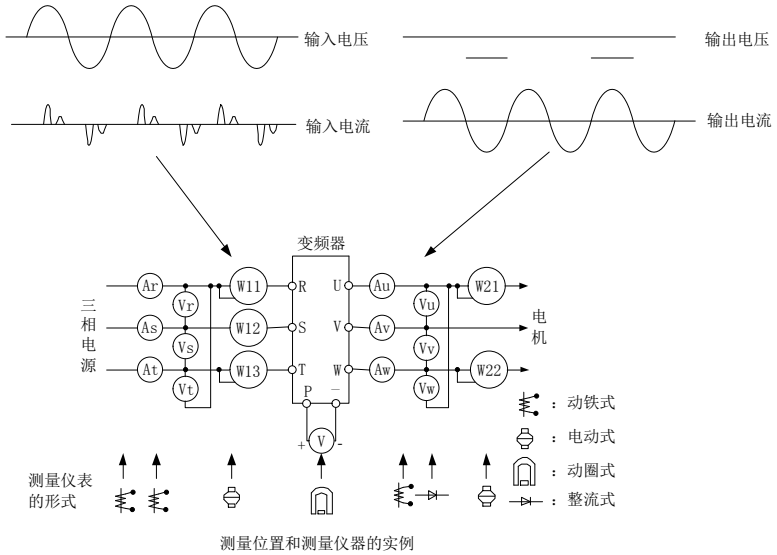 输入电压
输出电压
输入电流
输出电流
变频器
三相电源
Ar
As
At
Vr
Vs
Vt
W11
W12
W13
R
S
T
U
V
W
P
—
+
V
-
Au
Av
Aw
Vu
Vv
Vw
W21
W22
电机
：动铁式
：电动式
：动圈式
：整流式
测量仪表
的形式
测量位置和测量仪器的实例